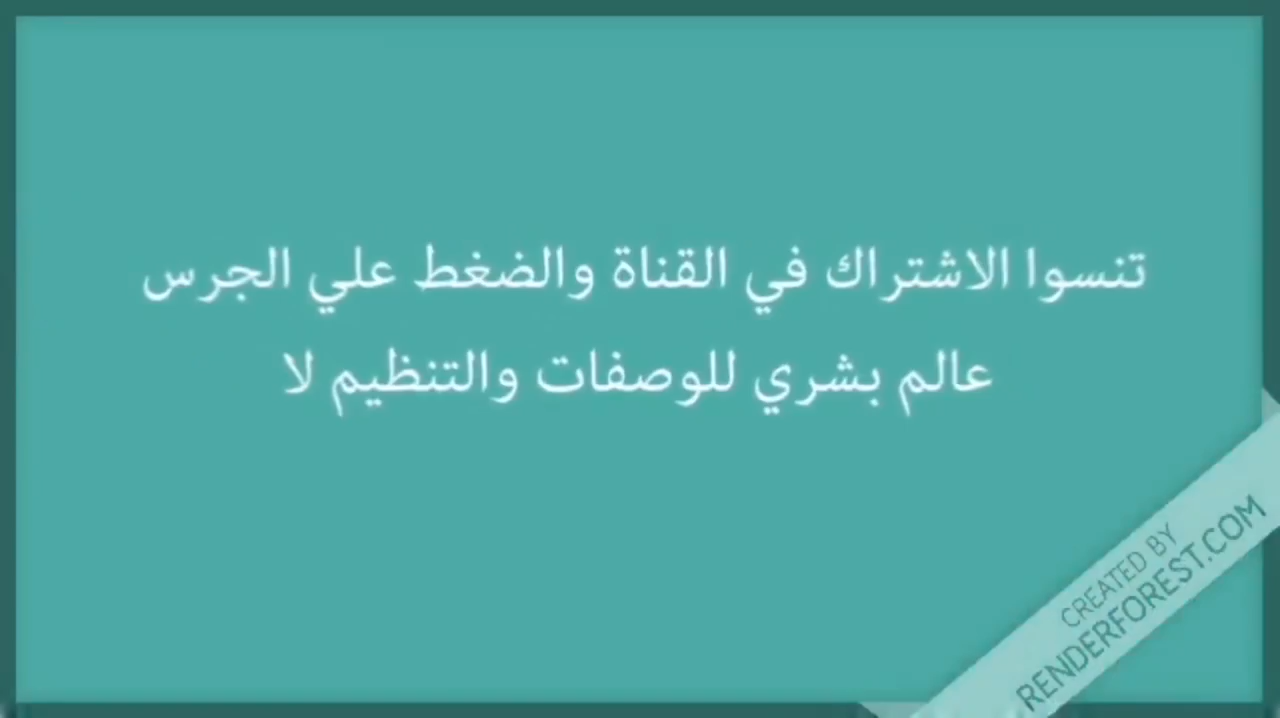 تنسوا الاشتراك في القناة والضغط علي الجرس
عالم بشري للوصفات والتنظيم لا
CREATED BY
RENDERFOREST.COM